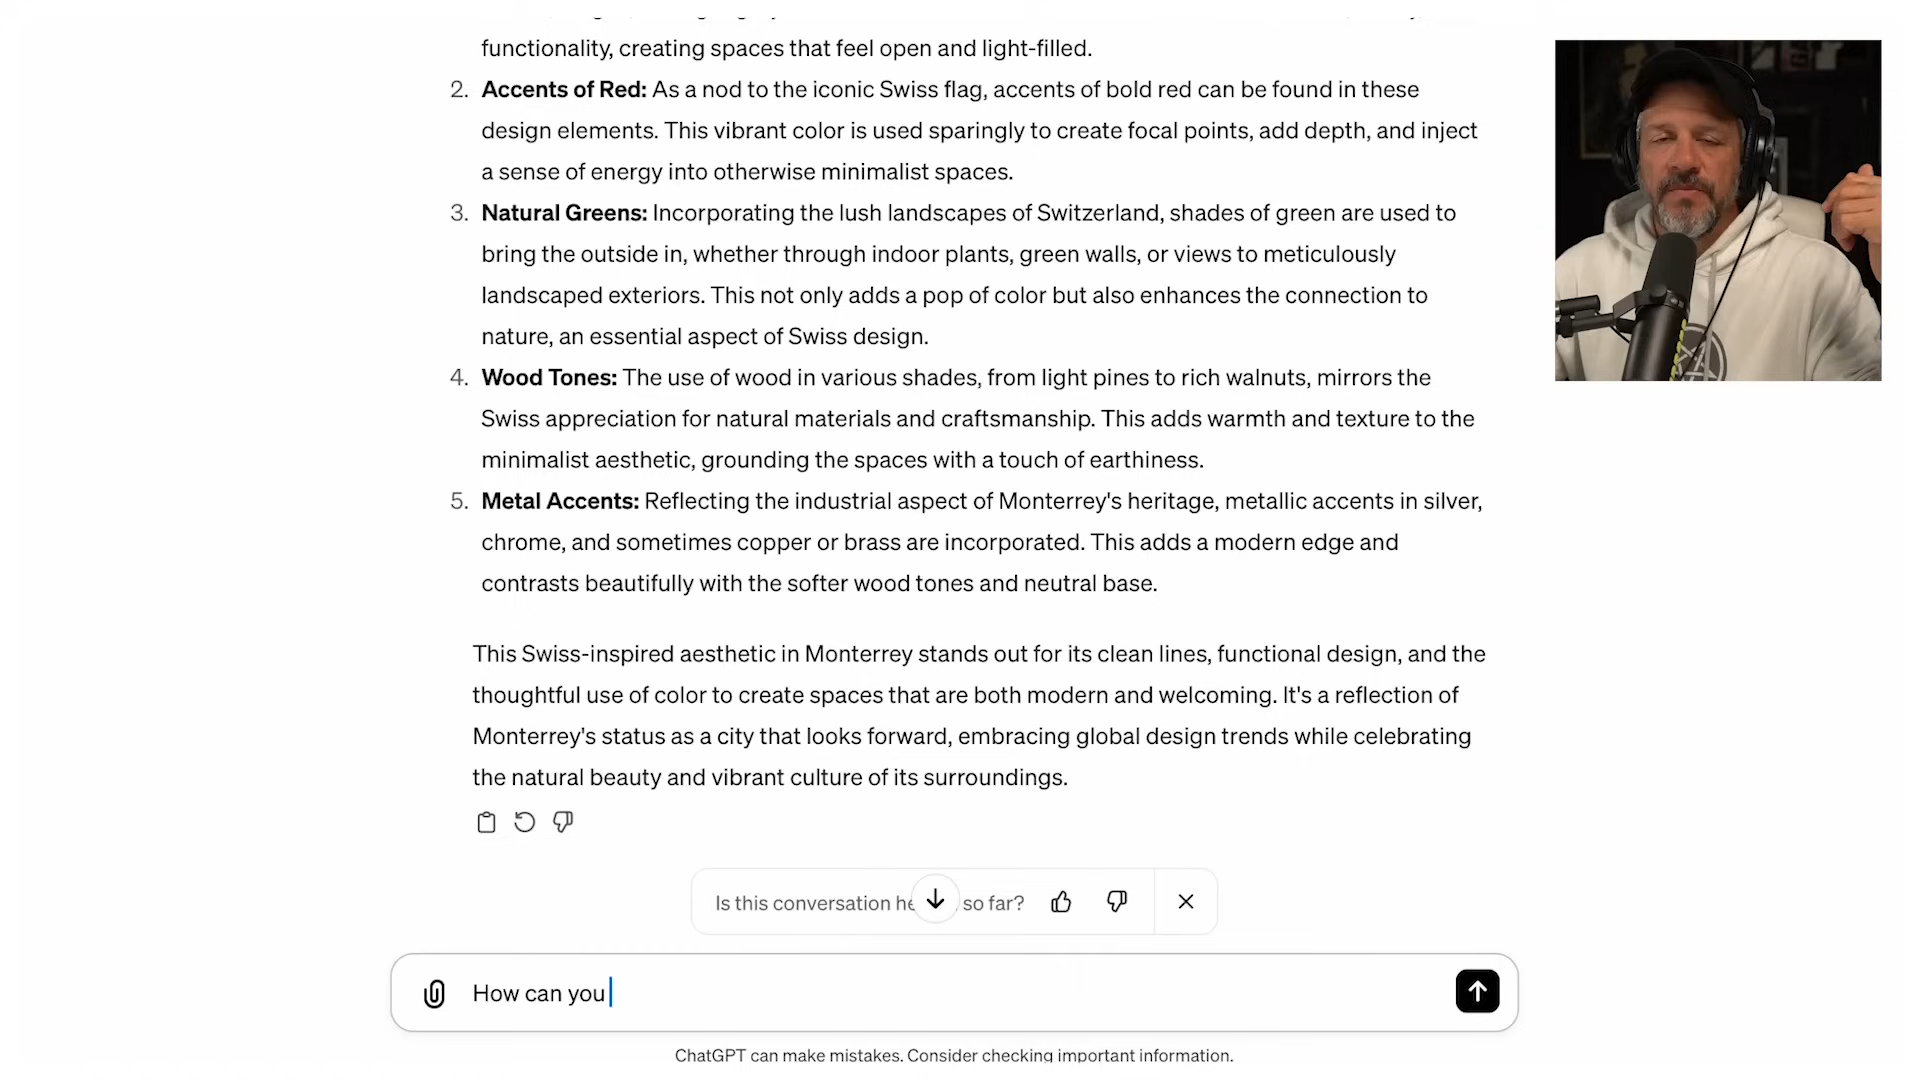 functionality, creating spaces that feel open and light-filled.
2. Accents of Red: As a nod to the iconic Swiss flag, accents of bold red can be found in these
design elements. This vibrant color is used sparingly to create focal points, add depth, and inject
a sense of energy into otherwise minimalist spaces.
3. Natural Greens: Incorporating the lush landscapes of Switzerland, shades of green are used to
bring the outside in, whether through indoor plants, green walls, or views to meticulously
landscaped exteriors. This not only adds a pop of color but also enhances the connection to
nature, an essential aspect of Swiss design.
4. Wood Tones: The use of wood in various shades, from light pines to rich walnuts, mirrors the
Swiss appreciation for natural materials and craftsmanship. This adds warmth and texture to the
minimalist aesthetic, grounding the spaces with a touch of earthiness.
5. Metal Accents: Reflecting the industrial aspect of Monterrey's heritage, metallic accents in silver,
chrome, and sometimes copper or brass are incorporated. This adds a modern edge and
contrasts beautifully with the softer wood tones and neutral base.
This Swiss-inspired aesthetic in Monterrey stands out for its clean lines, functional design, and the
thoughtful use of color to create spaces that are both modern and welcoming. It's a reflection of
Monterrey's status as a city that looks forward, embracing global design trends while celebrating
the natural beauty and vibrant culture of its surroundings.
Is this conversation he so far?
How can you
ChatGPT can make mistakes. Consider checking important information.